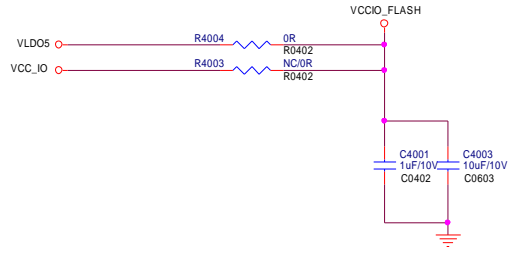 VCCIO_FLASH
VLDO5
R4004
0R
R0402
VCC_IO
R4003
NC/0R
R0402
C4001
1uF/10V
C0402
C4003
10uF/10V
C0603